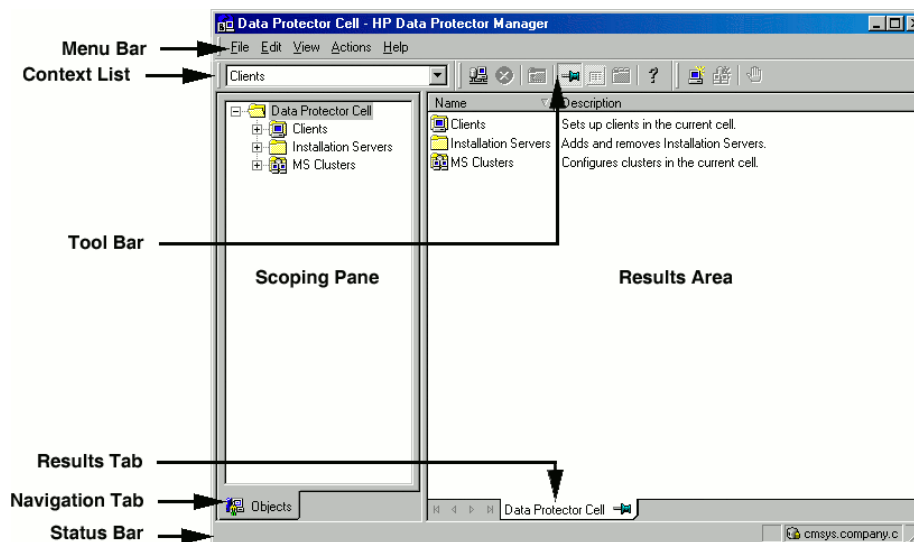 Data Protector Cell - HP Data Protector Manager
Menu Bar
File Edit View Actions Help
Context List
Clients
Name Description
Data Protector Cell
Clients
Installation Servers
MS Clusters
Clients Sets up clients in the current cell.
Installation Servers Adds and removes Installation Servers.
MS Clusters Configures clusters in the current cell.
Tool Bar
Scoping Pane
Results Area
Results Tab
Navigation Tab
Objects
Data Protector Cell
Status Bar
cmsys.company.c